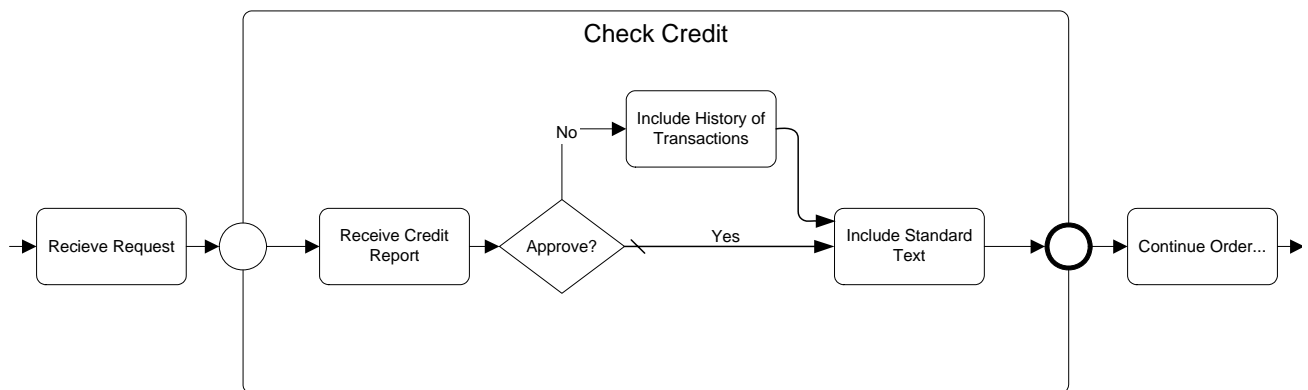 Check Credit
Include History of
Transactions
No
Recieve Request
Receive Credit
Report
Approve?
Yes
Include Standard
Text
Continue Order...